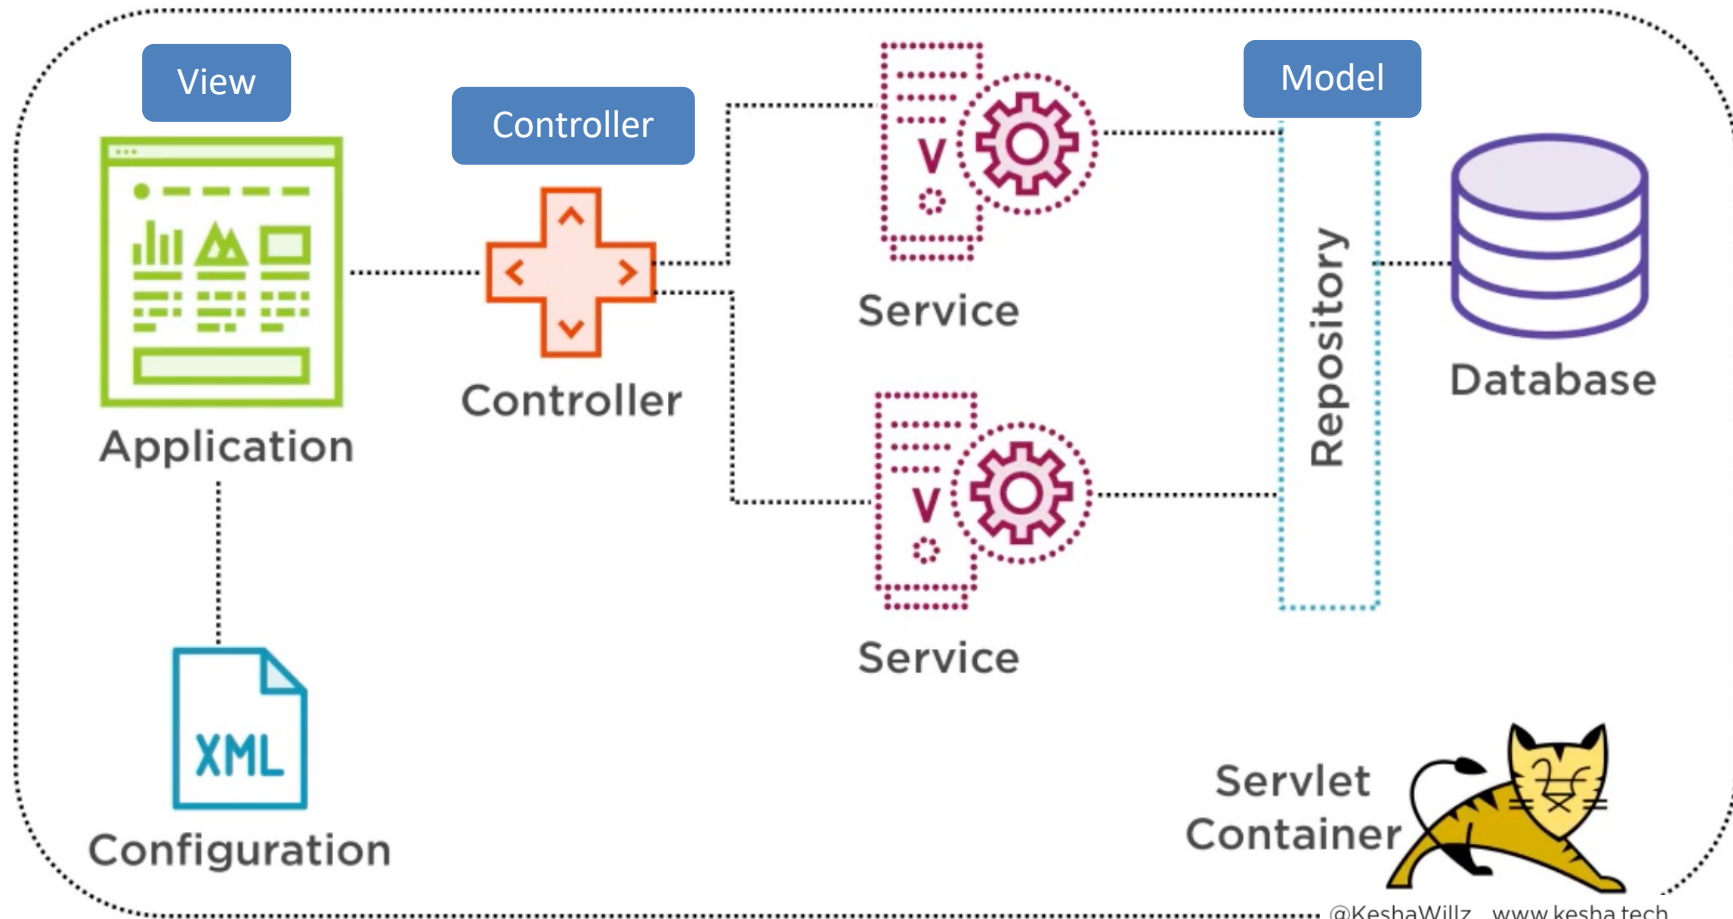 View
Controller
Model
V
Service
Repository
Database
Controller
Application
V
Service
XML
Configuration
Servlet
Container
@KeshaWillz www.kesha.tech